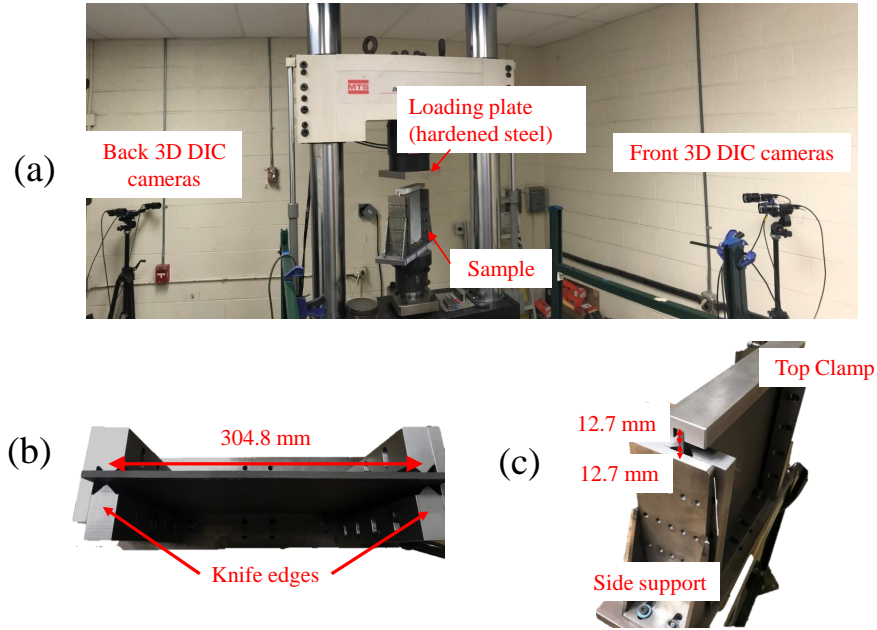 (a)
Back 3D DIC
cameras
MTS
Loading plate
(hardened steel)
Front 3D DIC cameras
Sample
(b)
304.8 mm
Knife edges
(c)
Top Clamp
12.7 mm
12.7 mm
Side support